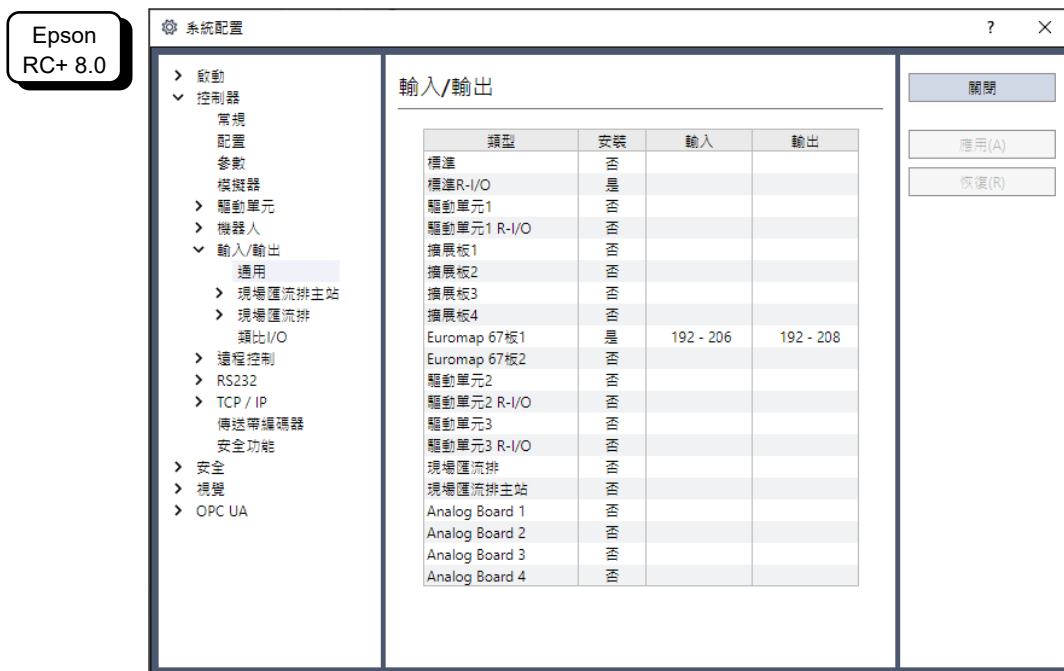 Epson
RC+ 8.0
系統配置
?
啟動
控制器
常規
配置
參數
模擬器
驅動單元
機器人
輸入/輸出
通用
現場匯流排主站
現場匯流排
類比I/O
遠程控制
RS232
TCP / IP
傳送帶編碼器
安全功能
安全
視覺
OPC UA
輸入/輸出
類型 安裝 輸入 輸出
標準 否
標準R-I/O 是
驅動單元1 否
驅動單元1 R-I/O 否
擴展板1 否
擴展板2 否
擴展板3 否
擴展板4 否
Euromap 67板1 是 192 - 206 192 - 208
Euromap 67板2 否
驅動單元2 否
驅動單元2 R-I/O 否
驅動單元3 否
驅動單元3 R-I/O 否
現場匯流排 否
現場匯流排主站 否
Analog Board 1 否
Analog Board 2 否
Analog Board 3 否
Analog Board 4 否
關閉
應用(A)
恢復(R)